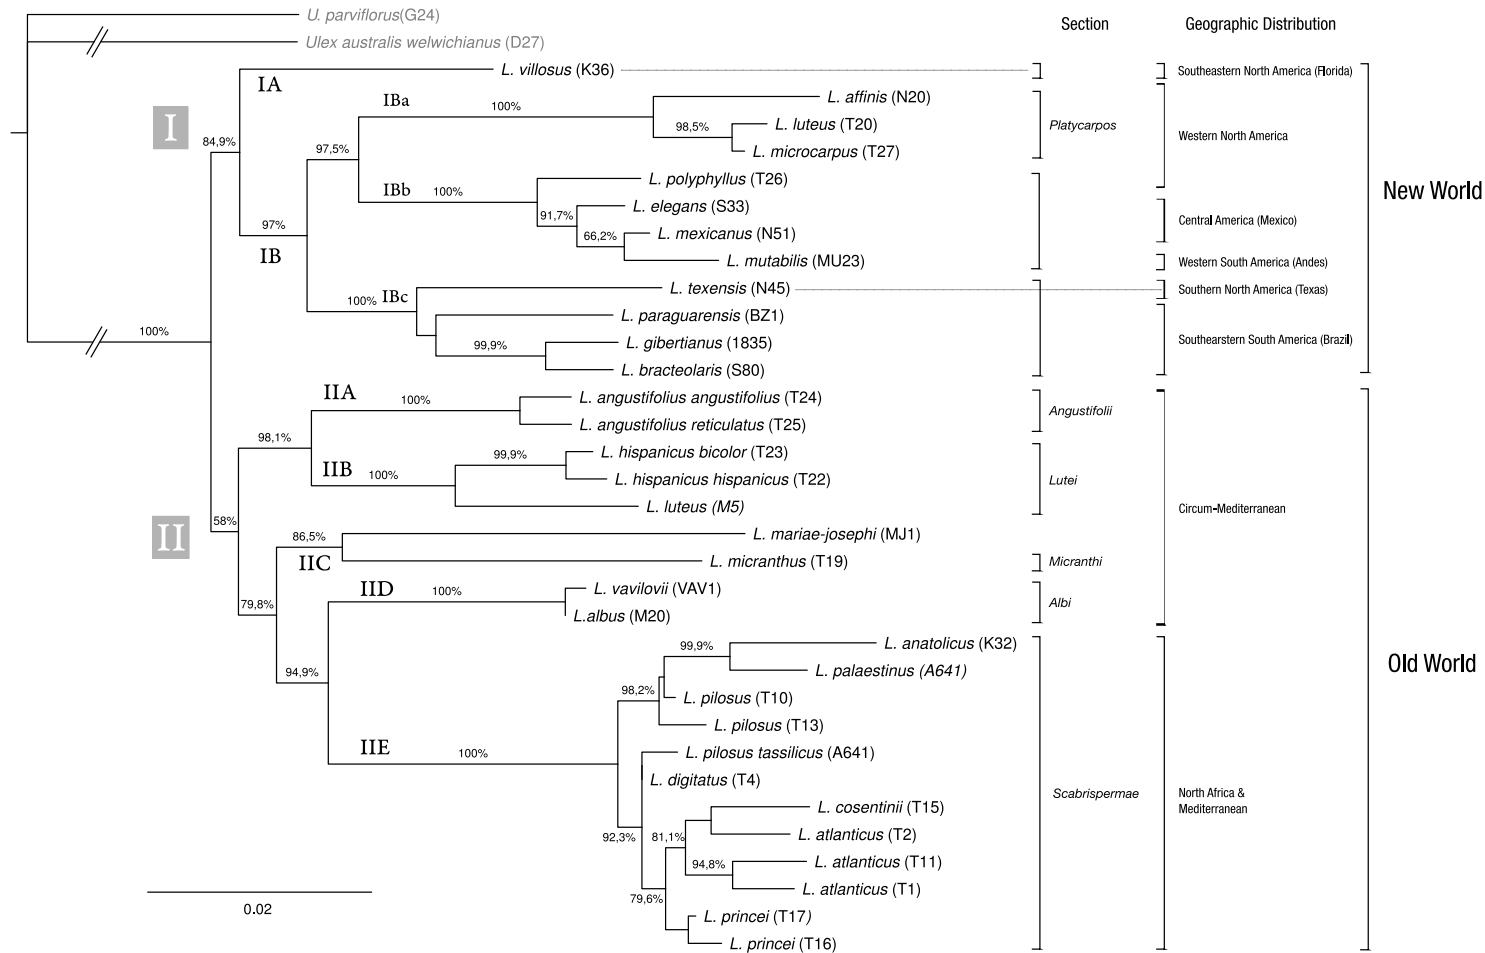 U. parviflorus(G24)
Section
Geographic Distribution
Ulex australis welwichianus (D27)
L. villosus (K36)
Southeastern North America (Florida)
IA
IBa
100%
L. affinis (N20)
I
98,5%
L. luteus (T20)
Platycarpos
Western North America
84,9%
97,5%
L. microcarpus (T27)
IBb
100%
L. polyphyllus (T26)
New World
97%
91,7%
L. elegans (S33)
Central America (Mexico)
66,2%
L. mexicanus (N51)
IB
L. mutabilis (MU23)
Western South America (Andes)
100%
IBc
L. texensis (N45)
Southern North America (Texas)
100%
L. paraguarensis (BZ1)
99,9%
L. gibertianus (1835)
Southearstern South America (Brazil)
L. bracteolaris (S80)
IIA
100%
L. angustifolius angustifolius (T24)
Angustifolii
L. angustifolius reticulatus (T25)
98,1%
99,9%
L. hispanicus bicolor (T23)
IIB
100%
L. hispanicus hispanicus (T22)
Lutei
L. luteus (M5)
Circum-Mediterranean
58%
II
86,5%
L. mariae-josephi (MJ1)
IIC
L. micranthus (T19)
Micranthi
IID
100%
L. vavilovii (VAV1)
Albi
79,8%
L.albus (M20)
99,9%
L. anatolicus (K32)
Old World
94,9%
L. palaestinus (A641)
98,2%
L. pilosus (T10)
L. pilosus (T13)
IIE
100%
L. pilosus tassilicus (A641)
L. digitatus (T4)
Scabrispermae
North Africa &
Mediterranean
L. cosentinii (T15)
92,3%
81,1%
L. atlanticus (T2)
94,8%
L. atlanticus (T11)
L. atlanticus (T1)
79,6%
0.02
L. princei (T17)
L. princei (T16)